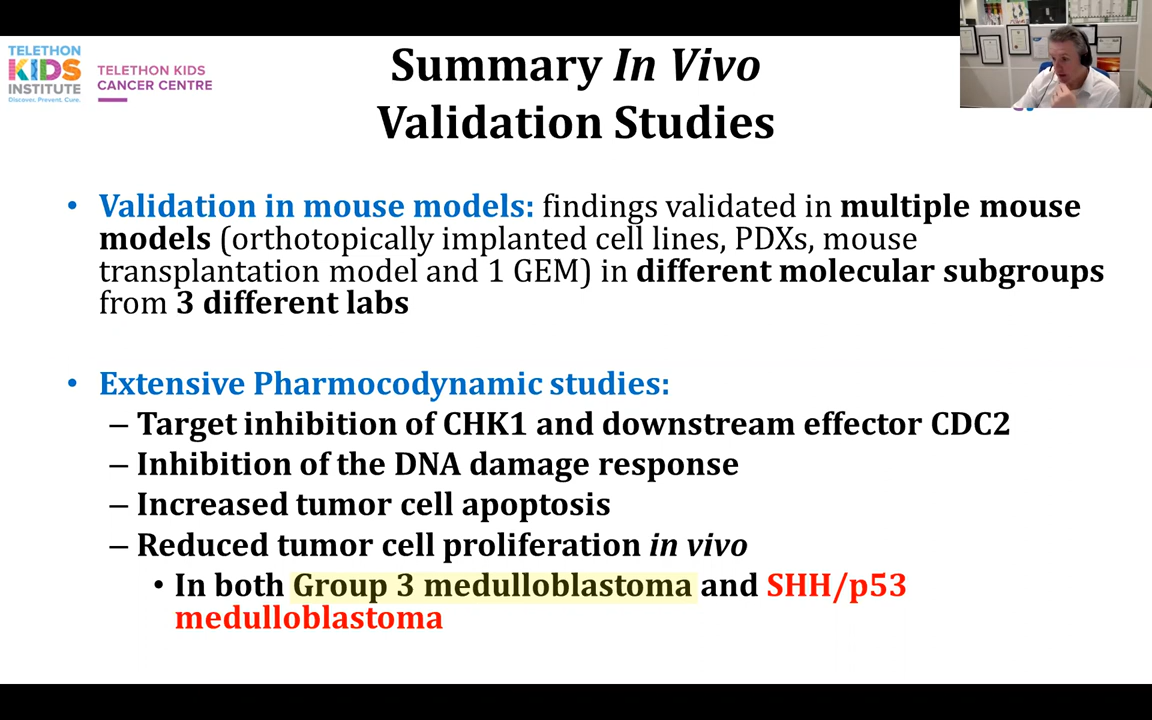 TELETHON
KIDS
INSTITUTE
Discover. Prevent. Cure.
TELETHON KIDS
CANCER CENTRE
Summary In Vivo
Validation Studies
• Validation in mouse models: findings validated in multiple mouse
models (orthotopically implanted cell lines, PDXs, mouse
transplantation model and 1 GEM) in different molecular subgroups
from 3 different labs
• Extensive Pharmocodynamic studies:
– Target inhibition of CHK1 and downstream effector CDC2
– Inhibition of the DNA damage response
– Increased tumor cell apoptosis
– Reduced tumor cell proliferation in vivo
• In both Group 3 medulloblastoma and SHH/p53
medulloblastoma